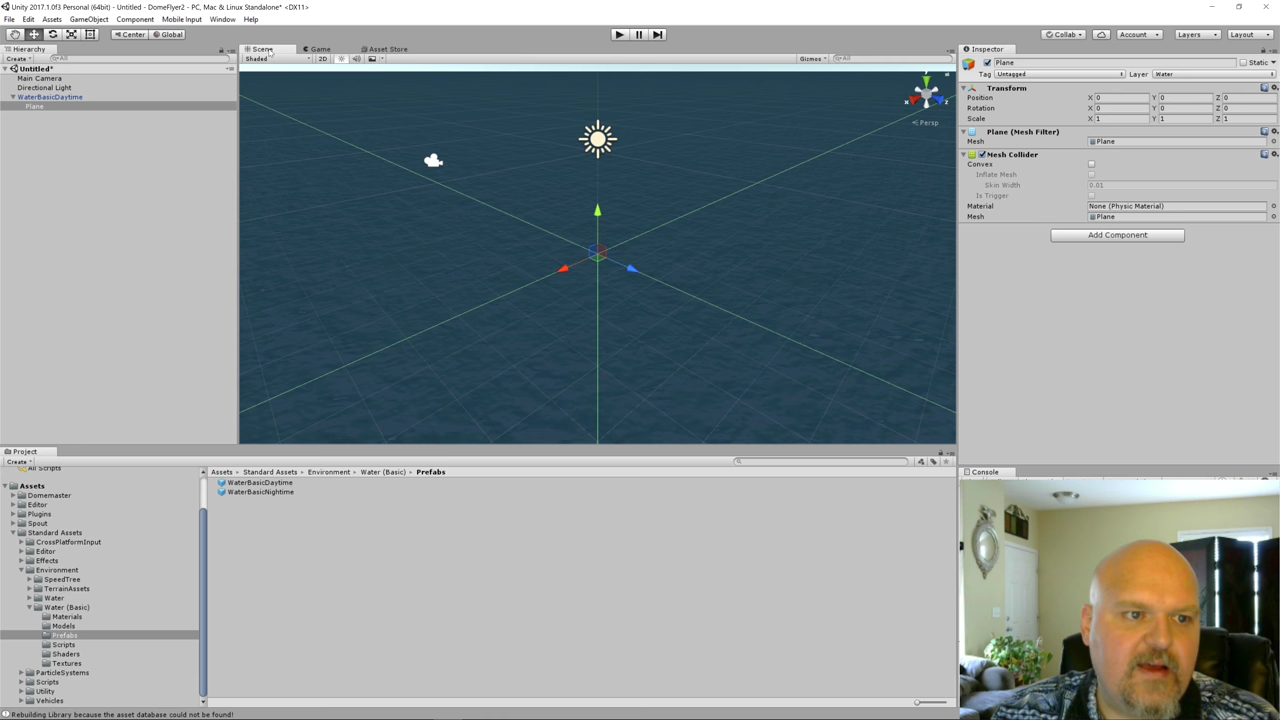 Unity 2017.1.0f3 Personal (64bit) - Untitled - DomeFlyer2 - PC, Mac & Linux Standalone* <DX11>
File Edit Assets GameObject Component Mobile Input Window Help
Center Global Collab Account Layers Layout
Hierarchy Scene Game Asset Store Inspector
Create All Shaded 2D Gizmos All
Untitled*
Main Camera
Directional Light
WaterBasicDaytime
Plane
Persp
Plane Static
Tag Untagged Layer Water
Transform
Position X 0 Y 0 Z 0
Rotation X 0 Y 0 Z 0
Scale X 1 Y 1 Z 1
Plane (Mesh Filter)
Mesh Plane
Mesh Collider
Convex
Inflate Mesh
Skin Width 0.01
Is Trigger
Material None (Physic Material)
Mesh Plane
Add Component
Project
Create
All Scripts
Assets
Domemaster
Editor
Plugins
Spout
Standard Assets
CrossPlatformInput
Editor
Effects
Environment
SpeedTree
TerrainAssets
Water
Water (Basic)
Materials
Models
Prefabs
Scripts
Shaders
Textures
ParticleSystems
Scripts
Utility
Vehicles
Assets Standard Assets Environment Water (Basic) Prefabs
WaterBasicDaytime
WaterBasicNightime
Console
Rebuilding Library because the asset database could not be found!